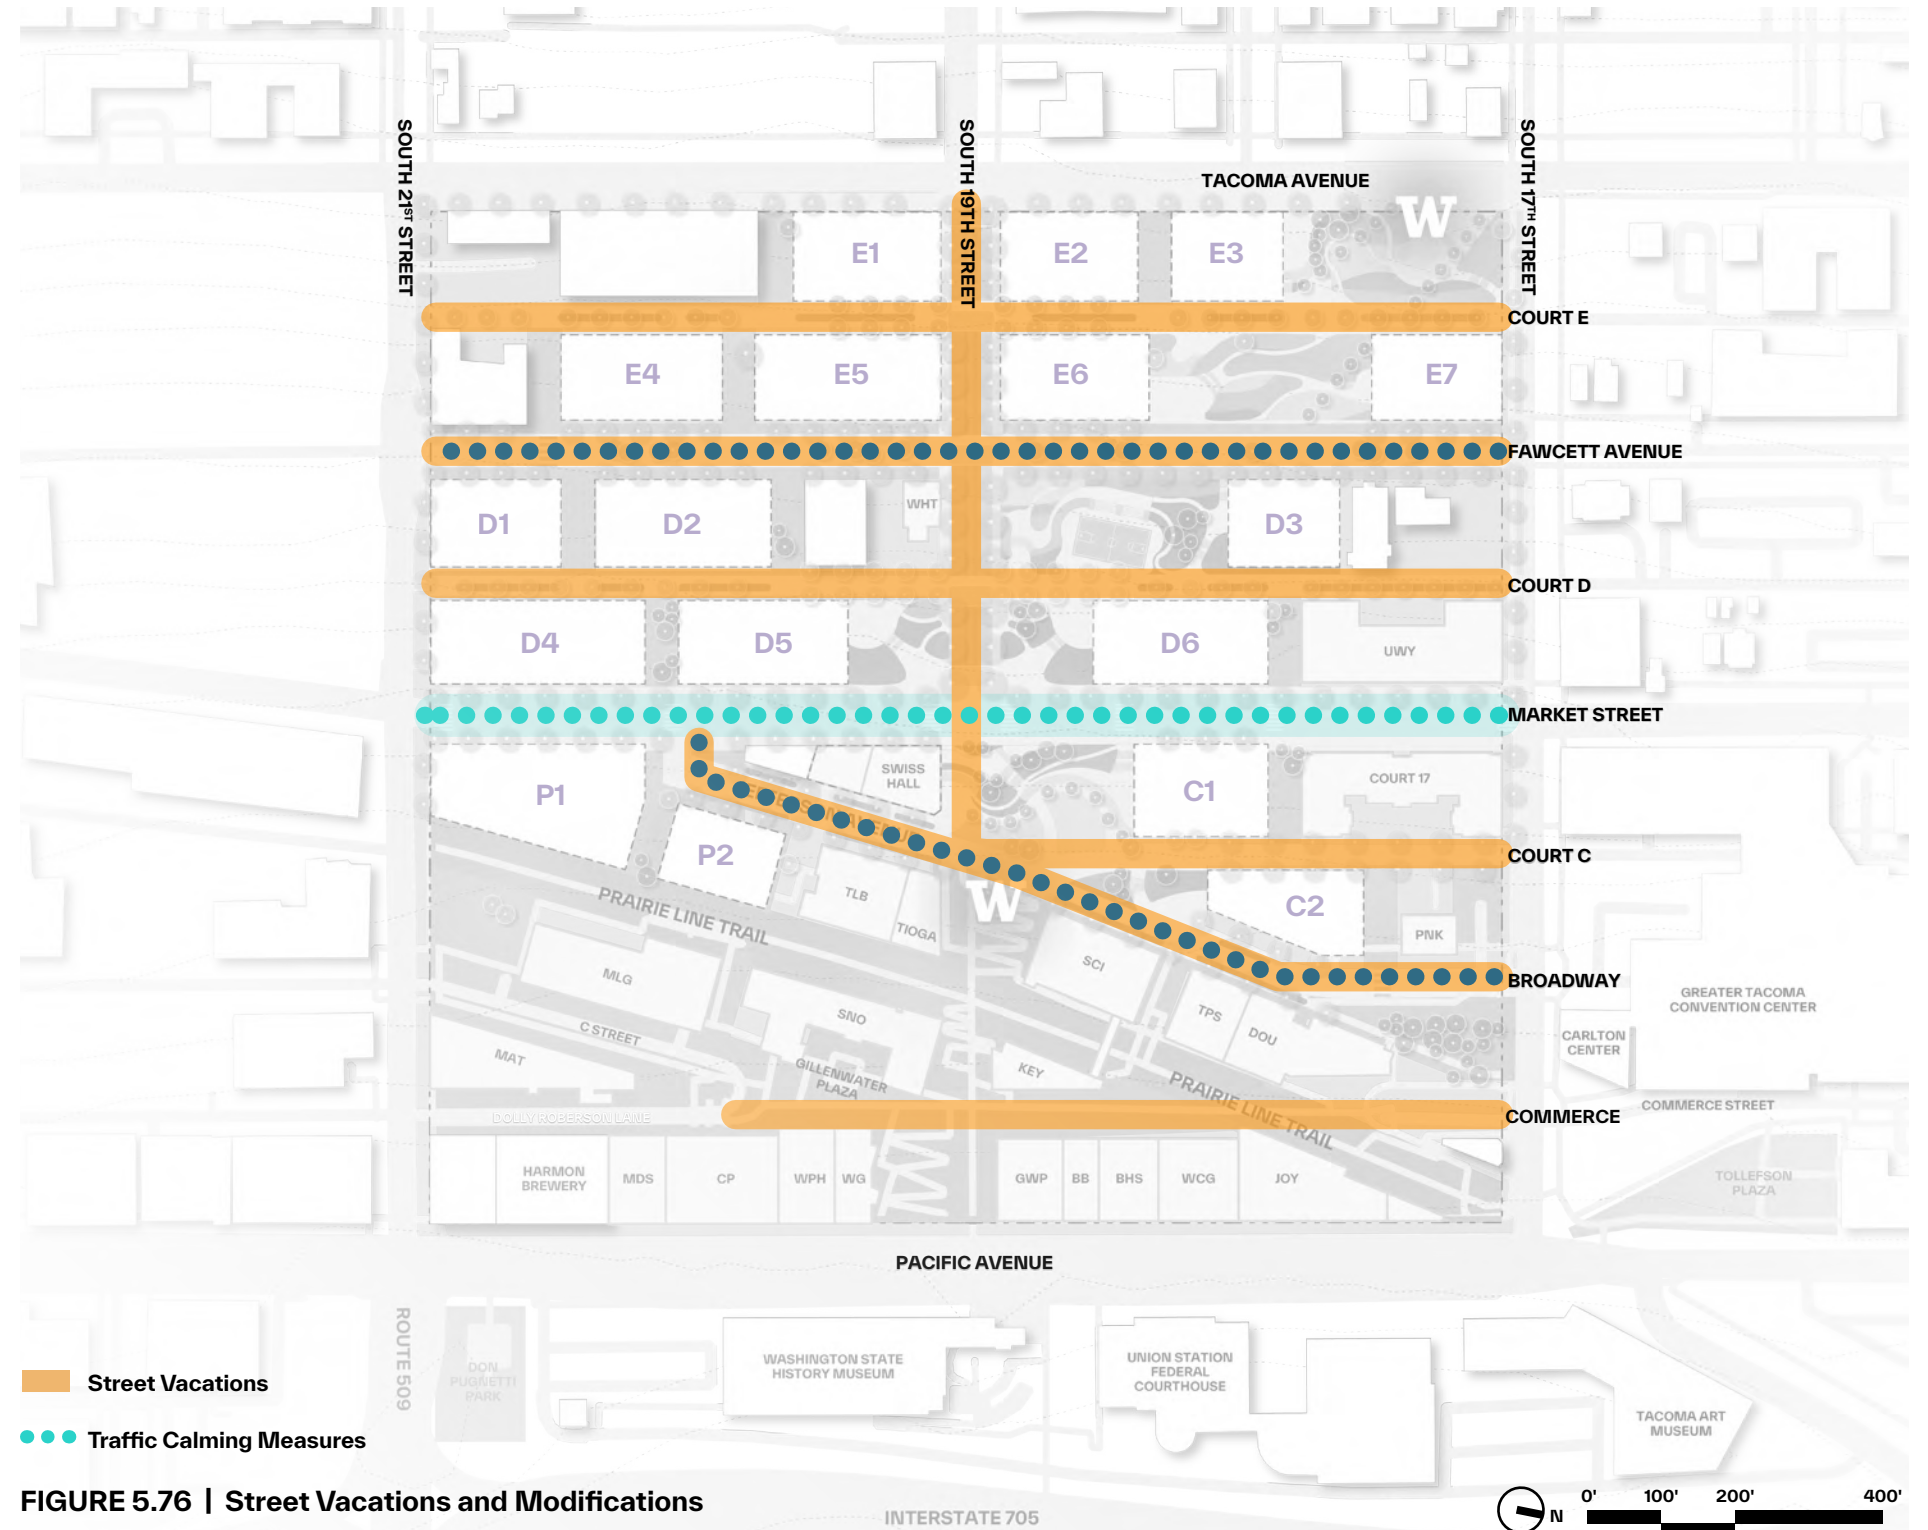 SOUTH 21ST STREET
SOUTH 19TH STREET
SOUTH 17TH STREET
TACOMA AVENUE
W
E1
E2
E3
COURT E
E4
E5
E6
E7
FAWCETT AVENUE
WHT
D1
D2
D3
COURT D
D4
D5
D6
UWY
MARKET STREET
P1
SWISS
HALL
C1
COURT 17
JEFFERSON AVENUE
P2
COURT C
TLB
TIOGA
W
C2
PNK
PRAIRIE LINE TRAIL
MLG
SCI
BROADWAY
GREATER TACOMA
CONVENTION CENTER
SNO
TPS
DOU
C STREET
CARLTON
CENTER
MAT
GILLENWATER
PLAZA
KEY
PRAIRIE LINE TRAIL
COMMERCE STREET
DOLLY ROBERSON LANE
COMMERCE
HARMON
BREWERY
MDS
CP
WPH
WG
GWP
BB
BHS
WCG
JOY
TOLLEFSON
PLAZA
PACIFIC AVENUE
ROUTE 509
DON
PUGNETTI
PARK
WASHINGTON STATE
HISTORY MUSEUM
UNION STATION
FEDERAL
COURTHOUSE
TACOMA ART
MUSEUM
Street Vacations
Traffic Calming Measures
FIGURE 5.76 | Street Vacations and Modifications
INTERSTATE 705
N
0' 100' 200' 400'